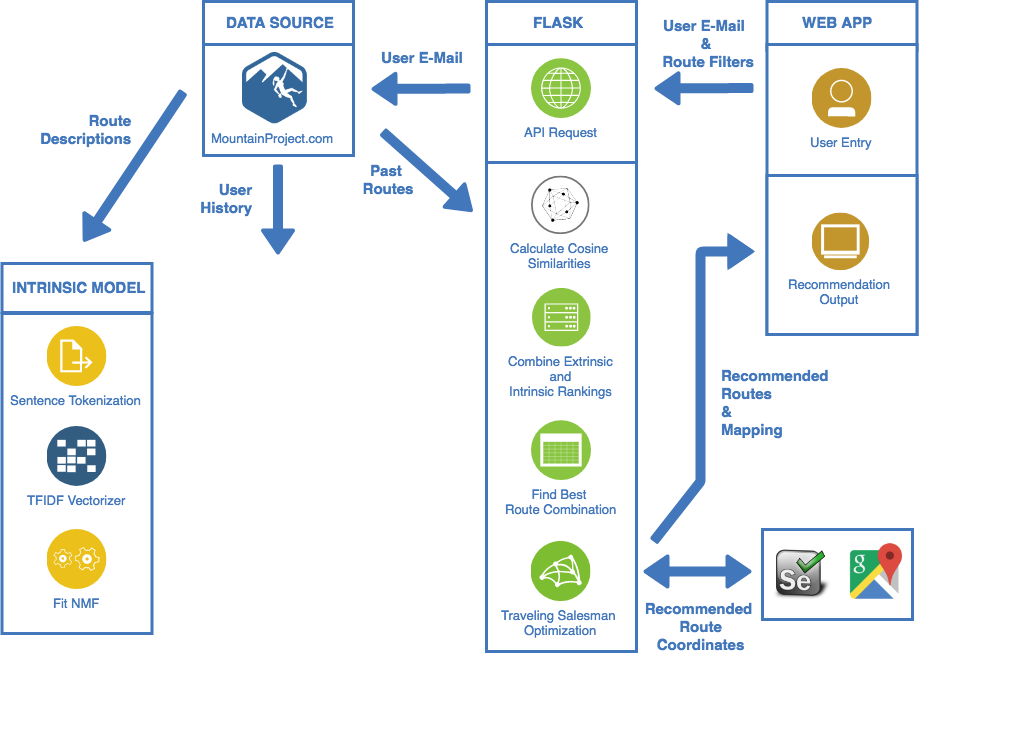 DATA SOURCE
MountainProject.com
User E-Mail
FLASK
API Request
User E-Mail
&
Route Filters
WEB APP
User Entry
Route
Descriptions
User
History
Past
Routes
Calculate Cosine
Similarities
Recommendation
Output
INTRINSIC MODEL
Sentence Tokenization
TFIDF Vectorizer
Fit NMF
Combine Extrinsic
and
Intrinsic Rankings
Find Best
Route Combination
Traveling Salesman
Optimization
Recommended
Routes
&
Mapping
Recommended
Route
Coordinates
Se
g